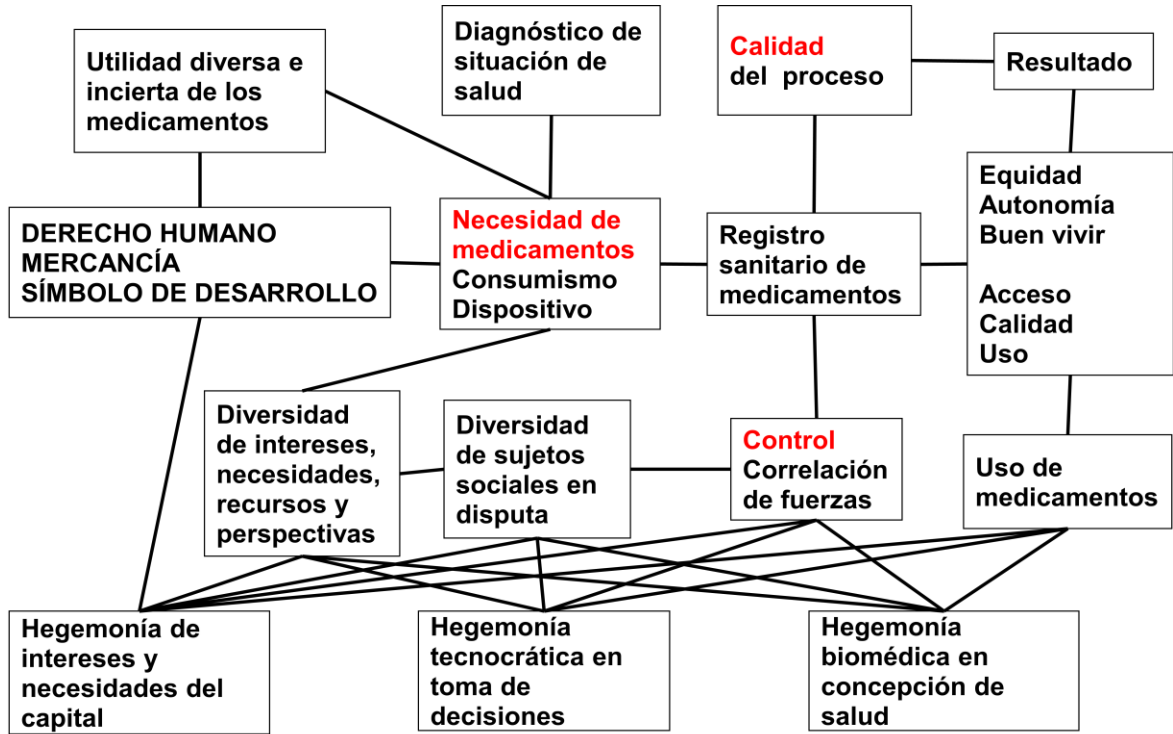 Utilidad diversa e
incierta de los
medicamentos
Diagnóstico de
situación de
salud
Calidad
del proceso
Resultado
DERECHO HUMANO
MERCANCÍA
SÍMBOLO DE DESARROLLO
Necesidad de
medicamentos
Consumismo
Dispositivo
Registro
sanitario de
medicamentos
Equidad
Autonomía
Buen vivir
Acceso
Calidad
Uso
Diversidad
de intereses,
necesidades,
recursos y
perspectivas
Diversidad
de sujetos
sociales en
disputa
Control
Correlación
de fuerzas
Uso de
medicamentos
Hegemonía de
intereses y
necesidades del
capital
Hegemonía
tecnocrática en
toma de
decisiones
Hegemonía
biomédica en
concepción de
salud